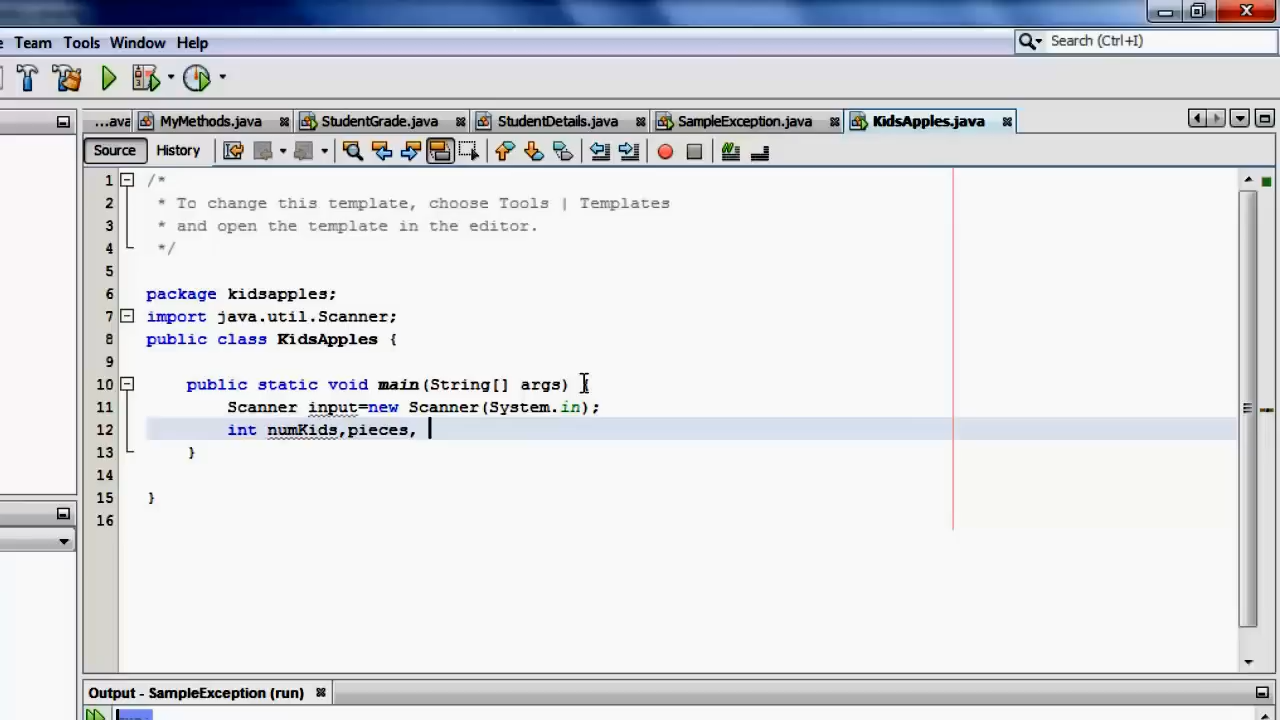 e Team Tools Window Help
Search (Ctrl+I)
...ava MyMethods.java StudentGrade.java StudentDetails.java SampleException.java KidsApples.java
Source History
1 /*
2 * To change this template, choose Tools | Templates
3 * and open the template in the editor.
4 */
5
6 package kidsapples;
7 import java.util.Scanner;
8 public class KidsApples {
9
10 public static void main(String[] args) {
11 Scanner input=new Scanner(System.in);
12 int numKids,pieces,
13 }
14
15 }
16
Output - SampleException (run)